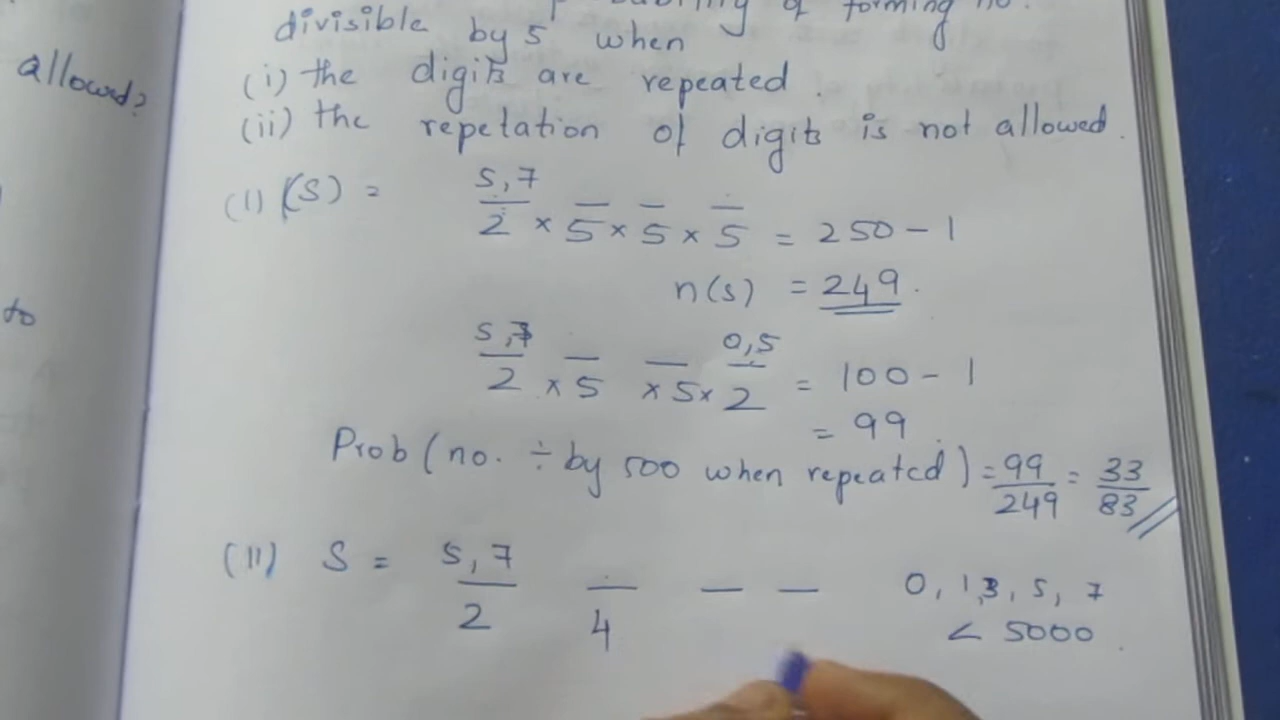 of forming no.
divisible by 5 when
allowed?
(i) the digits are repeated.
(ii) the repetation of digits is not allowed.
(I) (S) = 5,7
2 × 5 × 5 × 5 = 250 - 1
n(s) = 249.
to
5,7 0,5
2 × 5 × 5 × 2 = 100 - 1
= 99
Prob (no. ÷ by 500 when repeated) = 99/249 = 33/83
(II) S = 5,7
0, 1, 3, 5, 7
2 4
< 5000